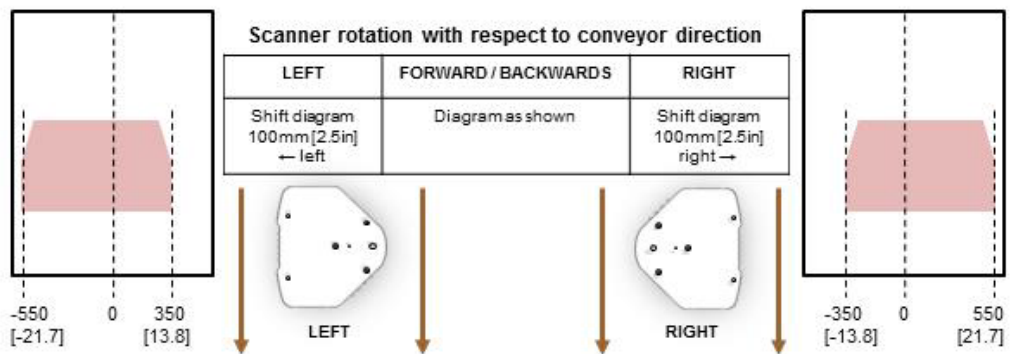 Scanner rotation with respect to conveyor direction
LEFT FORWARD / BACKWARDS RIGHT
Shift diagram Diagram as shown Shift diagram
100mm [2.5in] 100mm [2.5in]
← left right →
LEFT RIGHT
-550 0 350 -350 0 550
[-21.7] [13.8] [-13.8] [21.7]